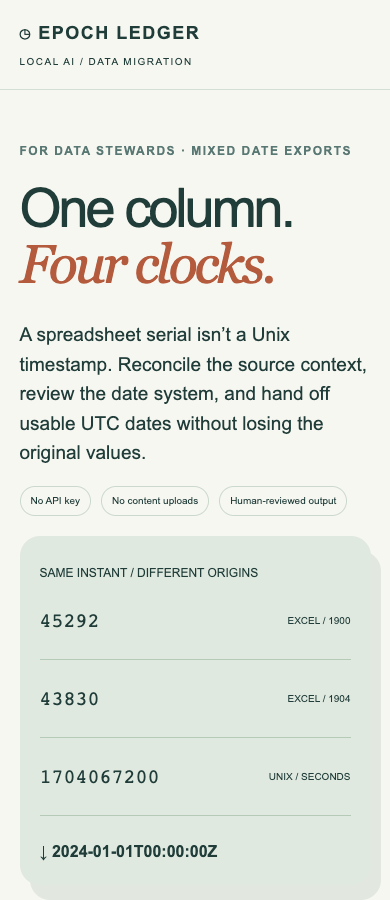 ◷ EPOCH LEDGER
LOCAL AI / DATA MIGRATION
FOR DATA STEWARDS · MIXED DATE EXPORTS
One column.
Four clocks.
A spreadsheet serial isn’t a Unix
timestamp. Reconcile the source context,
review the date system, and hand off
usable UTC dates without losing the
original values.
No API key
No content uploads
Human-reviewed output
SAME INSTANT / DIFFERENT ORIGINS
45292 EXCEL / 1900
43830 EXCEL / 1904
1704067200 UNIX / SECONDS
↓ 2024-01-01T00:00:00Z